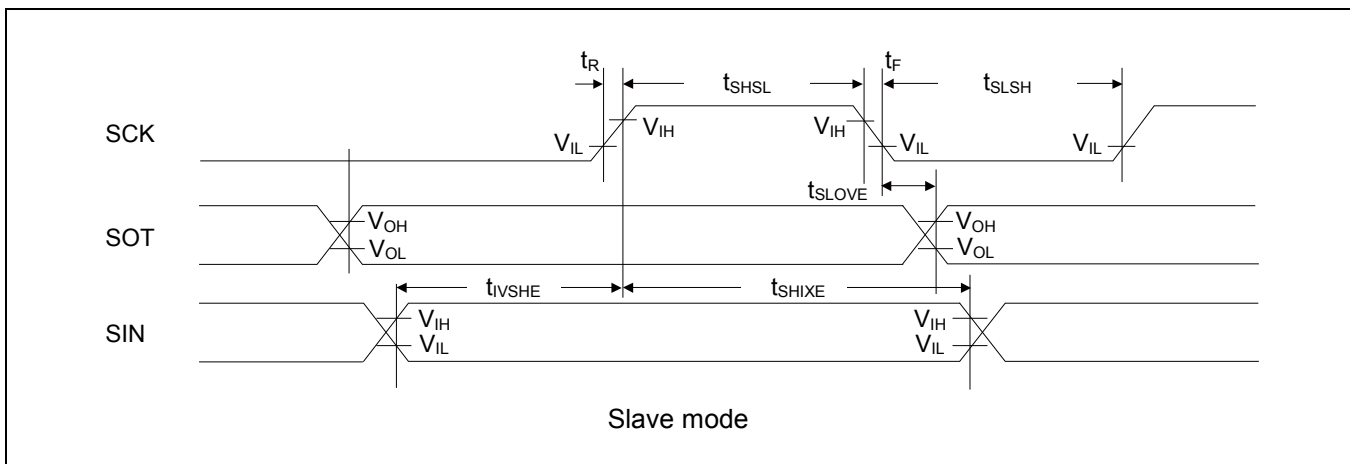 tR tSHSL tF tSLSH
SCK VIL VIH VIH VIL VIL
tSLOVE
SOT VOH VOL VOH VOL
tIVSHE tSHIXE
SIN VIH VIL VIH VIL
Slave mode